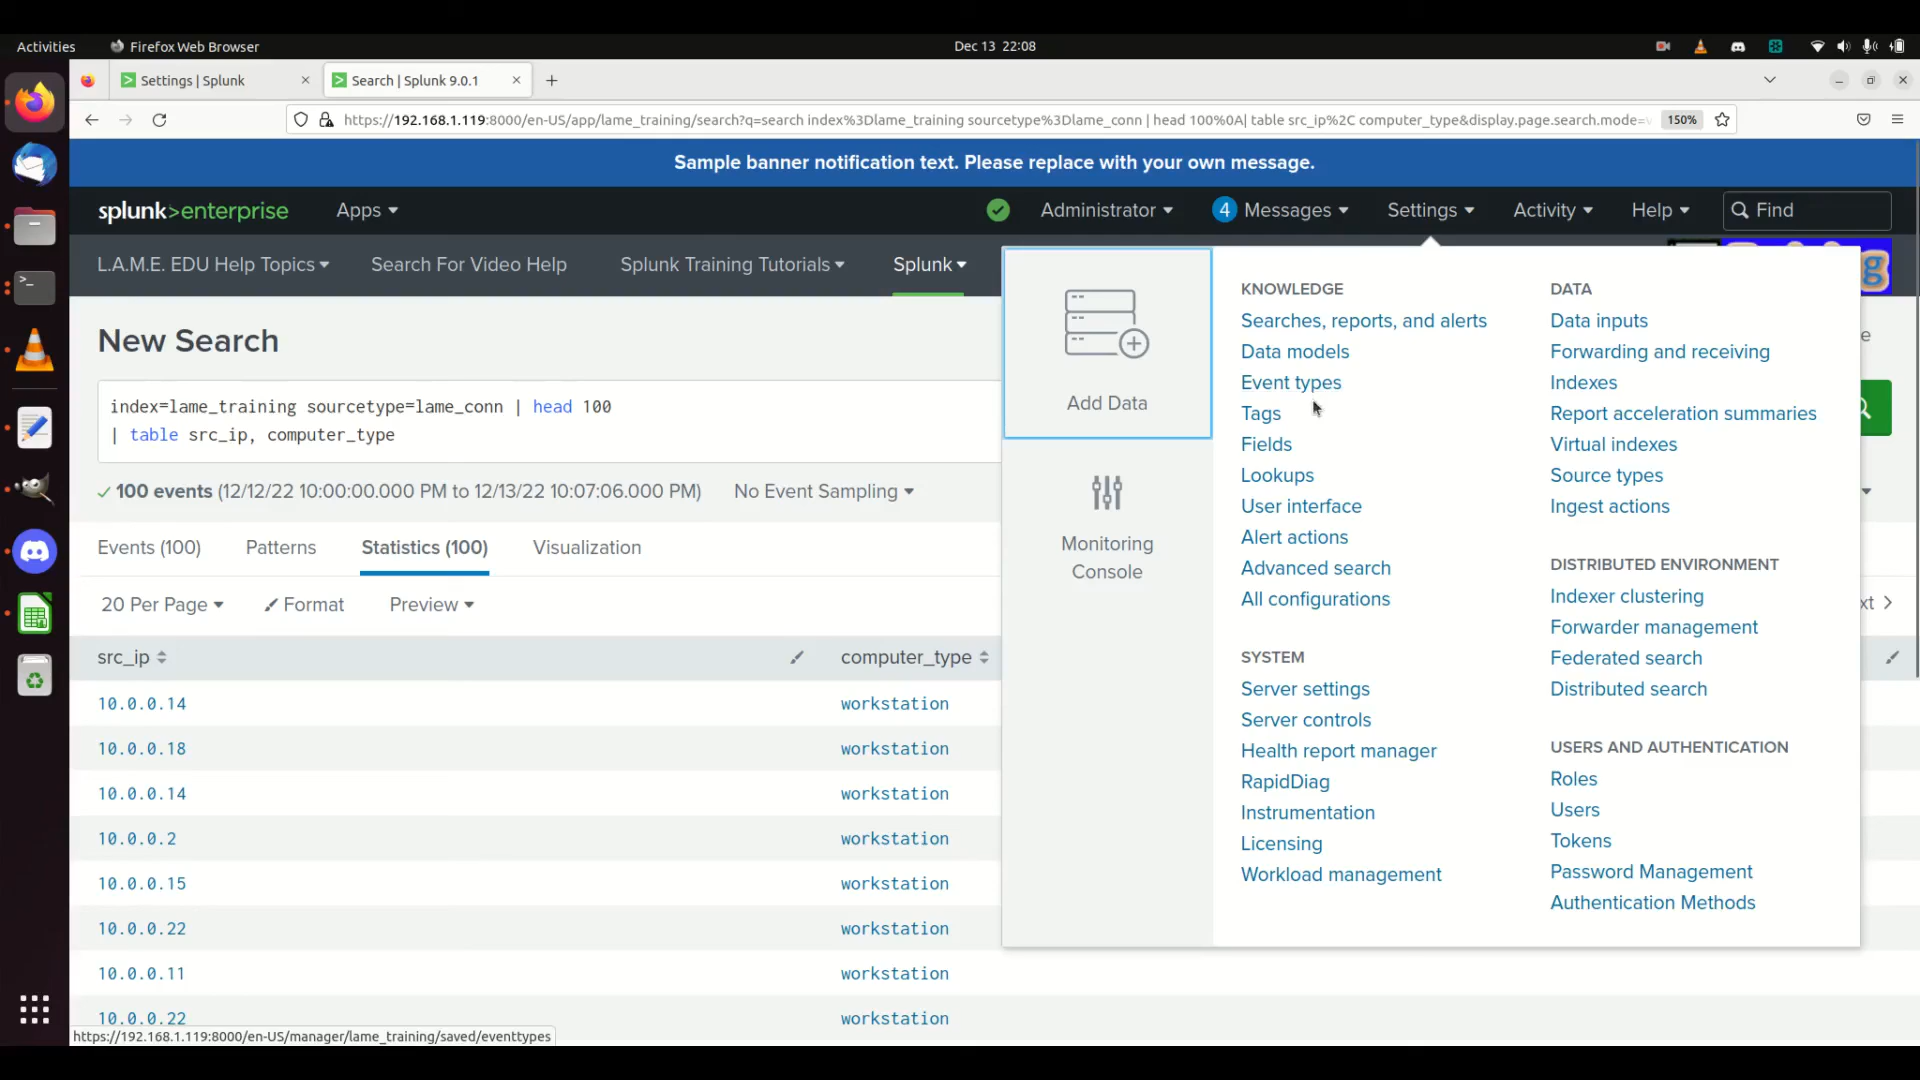 Activities
Firefox Web Browser
Dec 13 22:08
Settings | Splunk
Search | Splunk 9.0.1
https://192.168.1.119:8000/en-US/app/lame_training/search?q=search index%3Dlame_training sourcetype%3Dlame_conn | head 100%0A| table src_ip%2C computer_type&display.page.search.mode=
150%
Sample banner notification text. Please replace with your own message.
splunk>enterprise
Apps
Administrator
4 Messages
Settings
Activity
Help
Find
L.A.M.E. EDU Help Topics
Search For Video Help
Splunk Training Tutorials
Splunk
g
New Search
e
index=lame_training sourcetype=lame_conn | head 100
| table src_ip, computer_type
100 events (12/12/22 10:00:00.000 PM to 12/13/22 10:07:06.000 PM)
No Event Sampling
Events (100)
Patterns
Statistics (100)
Visualization
20 Per Page
Format
Preview
xt
src_ip
computer_type
10.0.0.14
workstation
10.0.0.18
workstation
10.0.0.14
workstation
10.0.0.2
workstation
10.0.0.15
workstation
10.0.0.22
workstation
10.0.0.11
workstation
10.0.0.22
workstation
Add Data
Monitoring
Console
KNOWLEDGE
Searches, reports, and alerts
Data models
Event types
Tags
Fields
Lookups
User interface
Alert actions
Advanced search
All configurations
SYSTEM
Server settings
Server controls
Health report manager
RapidDiag
Instrumentation
Licensing
Workload management
DATA
Data inputs
Forwarding and receiving
Indexes
Report acceleration summaries
Virtual indexes
Source types
Ingest actions
DISTRIBUTED ENVIRONMENT
Indexer clustering
Forwarder management
Federated search
Distributed search
USERS AND AUTHENTICATION
Roles
Users
Tokens
Password Management
Authentication Methods
https://192.168.1.119:8000/en-US/manager/lame_training/saved/eventtypes